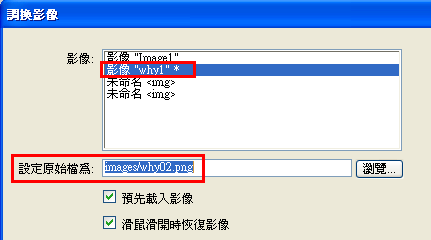 調換影像
影像:
影像 "Image1"
影像 "why1" *
未命名 <img>
未命名 <img>
設定原始檔為: images/why02.png 瀏覽...
預先載入影像
滑鼠滑開時恢復影像